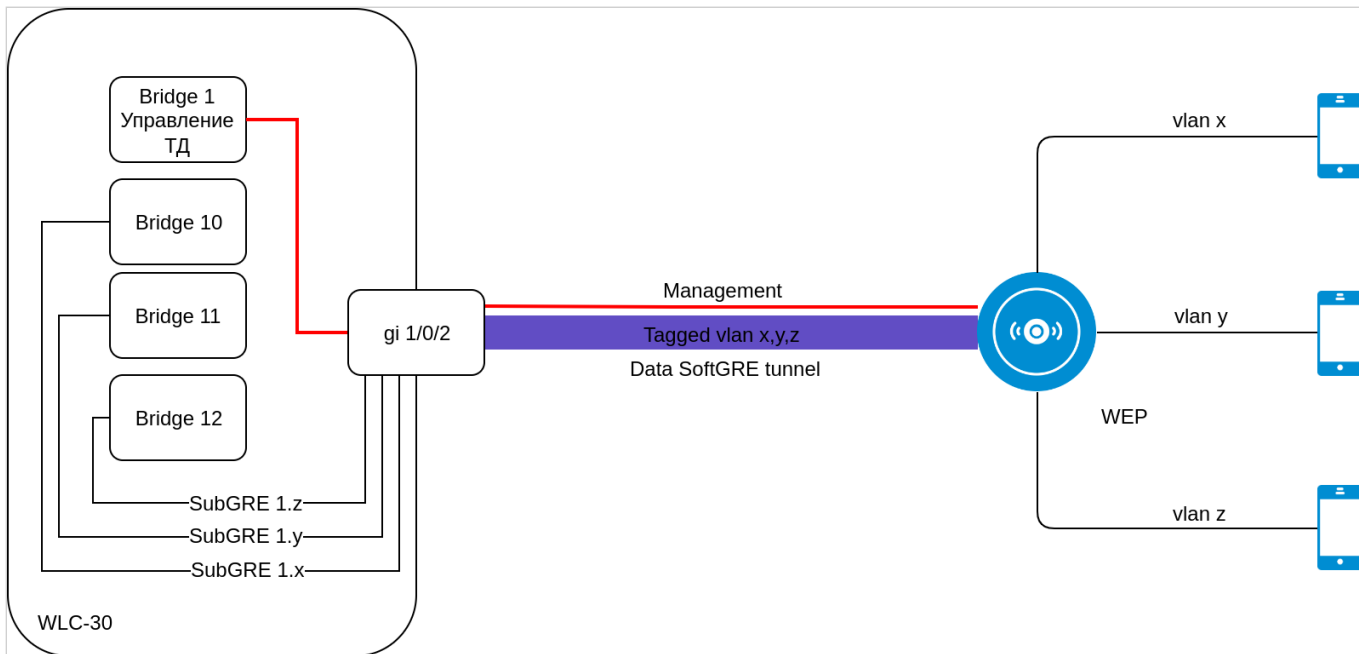 Bridge 1
Управление
ТД
Bridge 10
Bridge 11
Bridge 12
SubGRE 1.z
SubGRE 1.y
SubGRE 1.x
WLC-30
gi 1/0/2
Management
Tagged vlan x,y,z
Data SoftGRE tunnel
WEP
vlan x
vlan y
vlan z